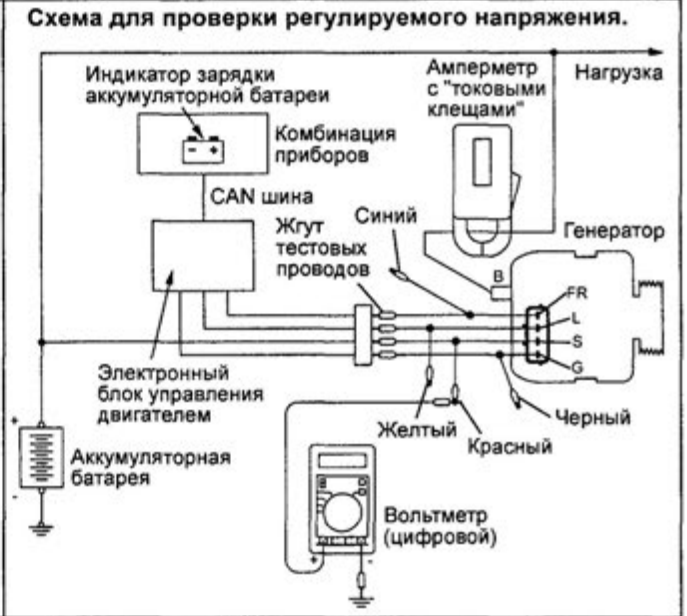 Схема для проверки регулируемого напряжения.
Индикатор зарядки
аккумуляторной батареи
Амперметр
с "токовыми
клещами"
Нагрузка
- +
Комбинация
приборов
CAN шина
Жгут
тестовых
проводов
Синий
Генератор
B
FR
L
S
G
Электронный
блок управления
двигателем
Желтый
Красный
Черный
+
-
Аккумуляторная
батарея
Вольтметр
(цифровой)
+
-